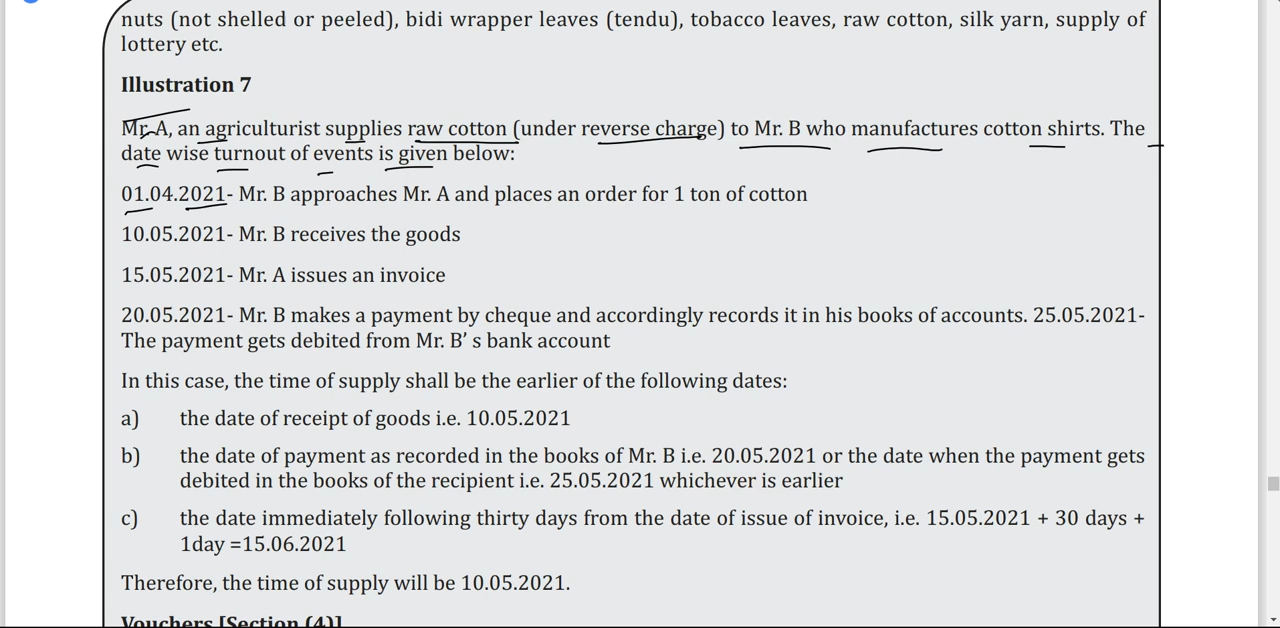 nuts (not shelled or peeled), bidi wrapper leaves (tendu), tobacco leaves, raw cotton, silk yarn, supply of
lottery etc.
Illustration 7
Mr. A, an agriculturist supplies raw cotton (under reverse charge) to Mr. B who manufactures cotton shirts. The
date wise turnout of events is given below:
01.04.2021- Mr. B approaches Mr. A and places an order for 1 ton of cotton
10.05.2021- Mr. B receives the goods
15.05.2021- Mr. A issues an invoice
20.05.2021- Mr. B makes a payment by cheque and accordingly records it in his books of accounts. 25.05.2021-
The payment gets debited from Mr. B' s bank account
In this case, the time of supply shall be the earlier of the following dates:
a) the date of receipt of goods i.e. 10.05.2021
b) the date of payment as recorded in the books of Mr. B i.e. 20.05.2021 or the date when the payment gets
debited in the books of the recipient i.e. 25.05.2021 whichever is earlier
c) the date immediately following thirty days from the date of issue of invoice, i.e. 15.05.2021 + 30 days +
1day =15.06.2021
Therefore, the time of supply will be 10.05.2021.
Vouchers [Section (4)]